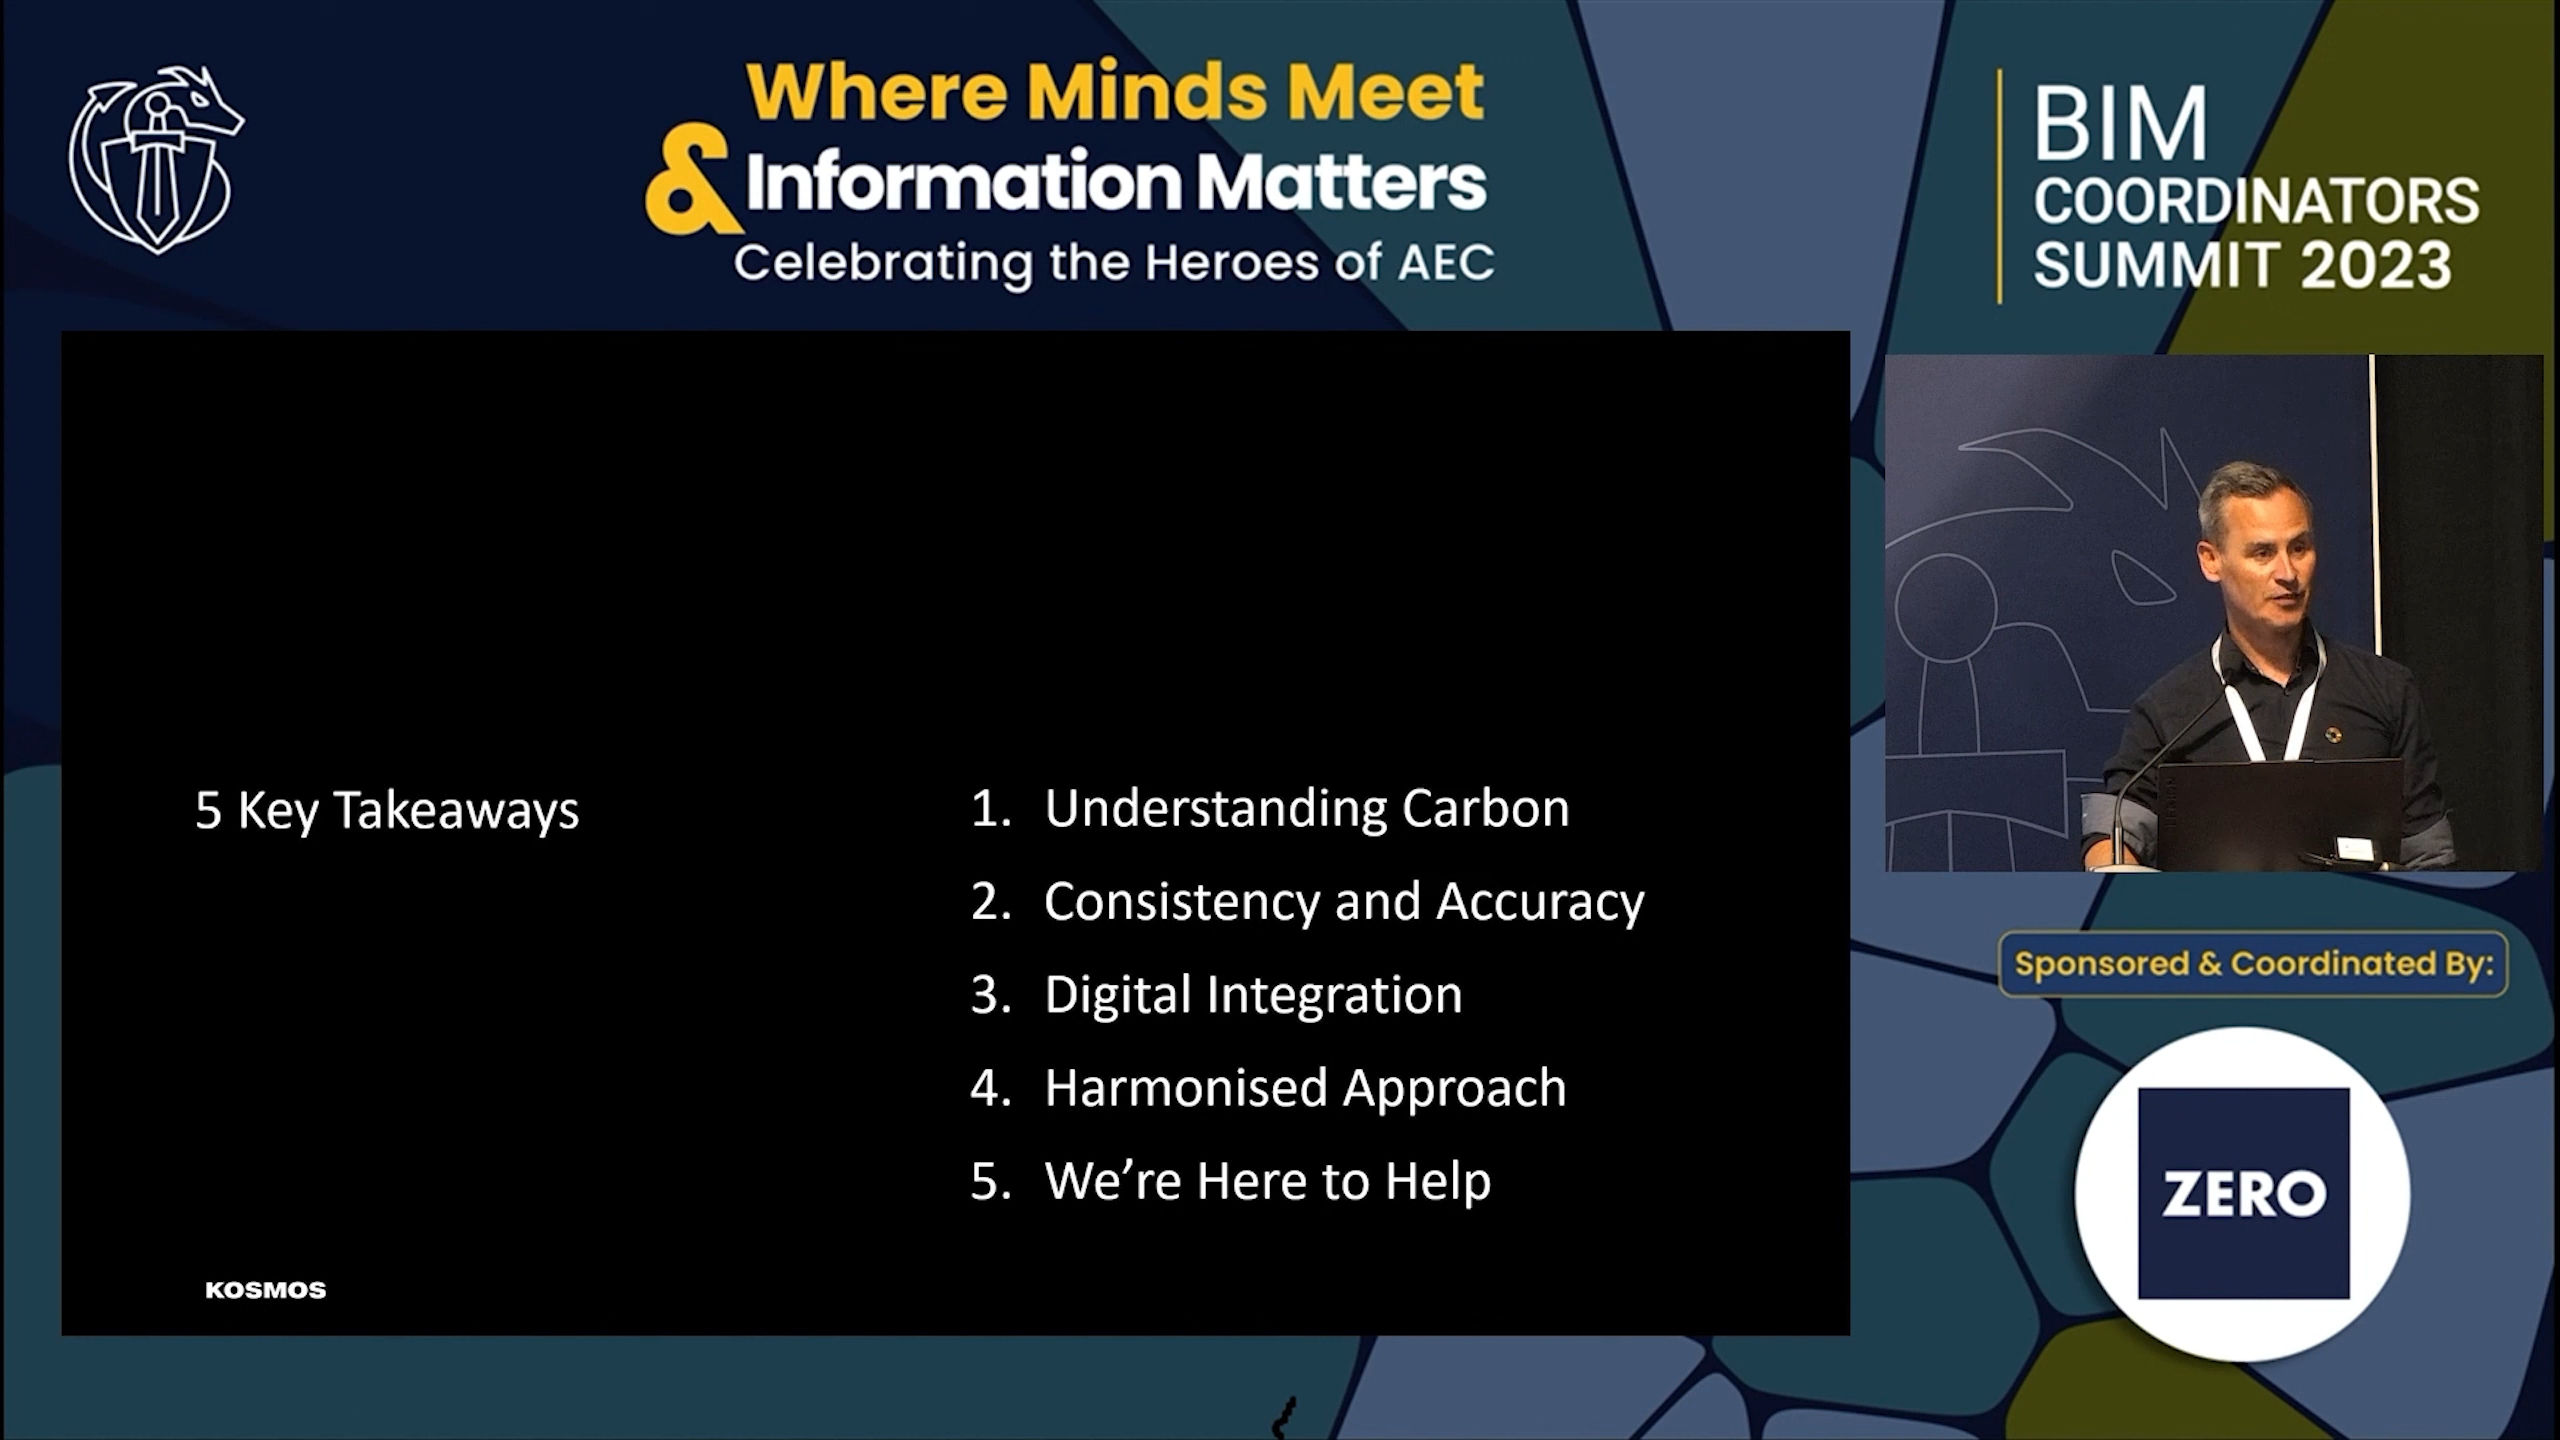 Where Minds Meet
& Information Matters
Celebrating the Heroes of AEC
BIM
COORDINATORS
SUMMIT 2023
5 Key Takeaways
1. Understanding Carbon
2. Consistency and Accuracy
3. Digital Integration
4. Harmonised Approach
5. We’re Here to Help
KOSMOS
Sponsored & Coordinated By:
ZERO